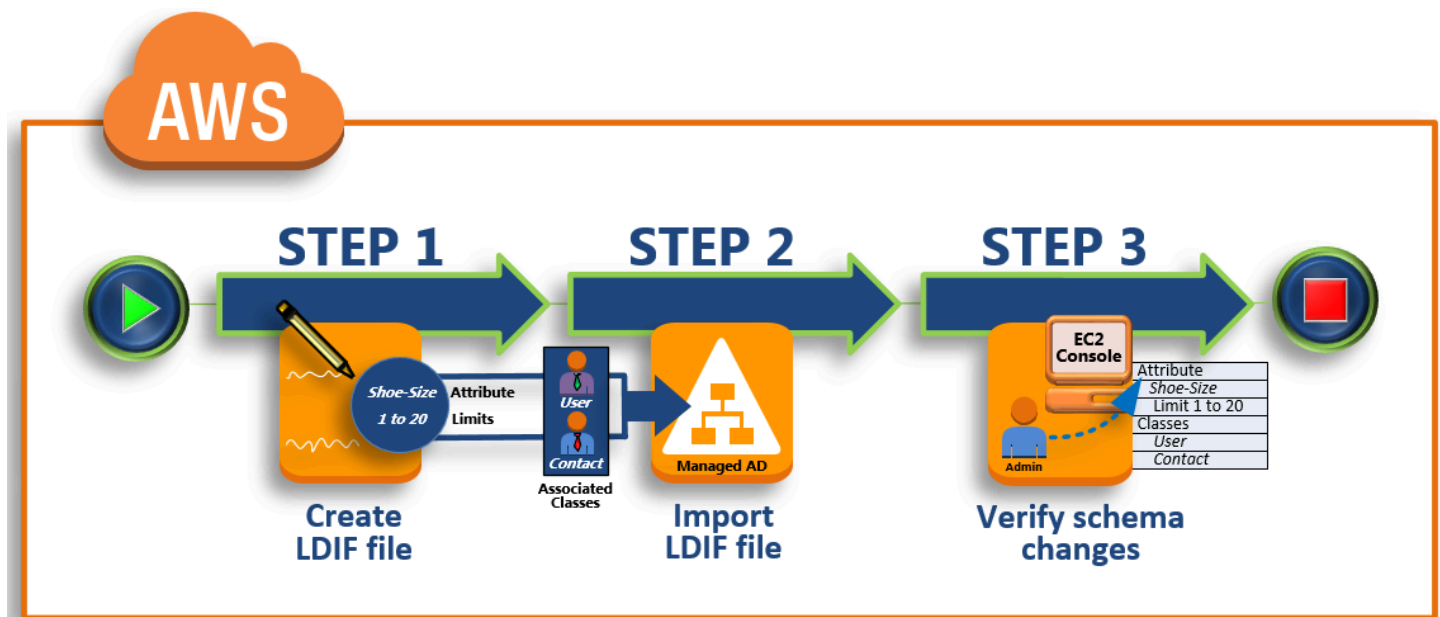 AWS
STEP 1
STEP 2
STEP 3
Shoe-Size
1 to 20
Attribute
Limits
User
Contact
Associated
Classes
Managed AD
EC2
Console
Admin
Attribute
Shoe-Size
Limit 1 to 20
Classes
User
Contact
Create
LDIF file
Import
LDIF file
Verify schema
changes